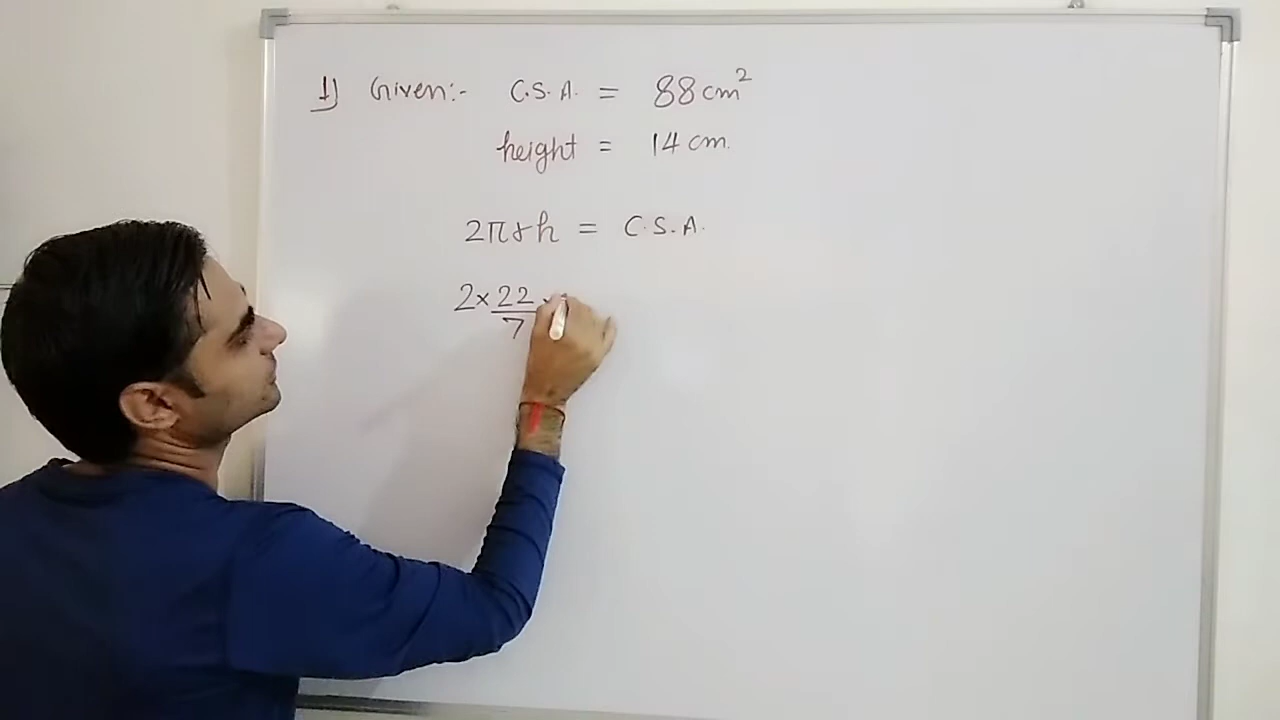 1) Given:- C.S.A. = 88 cm²
height = 14 cm.
2πrh = C.S.A.
2 × 22/7 ×